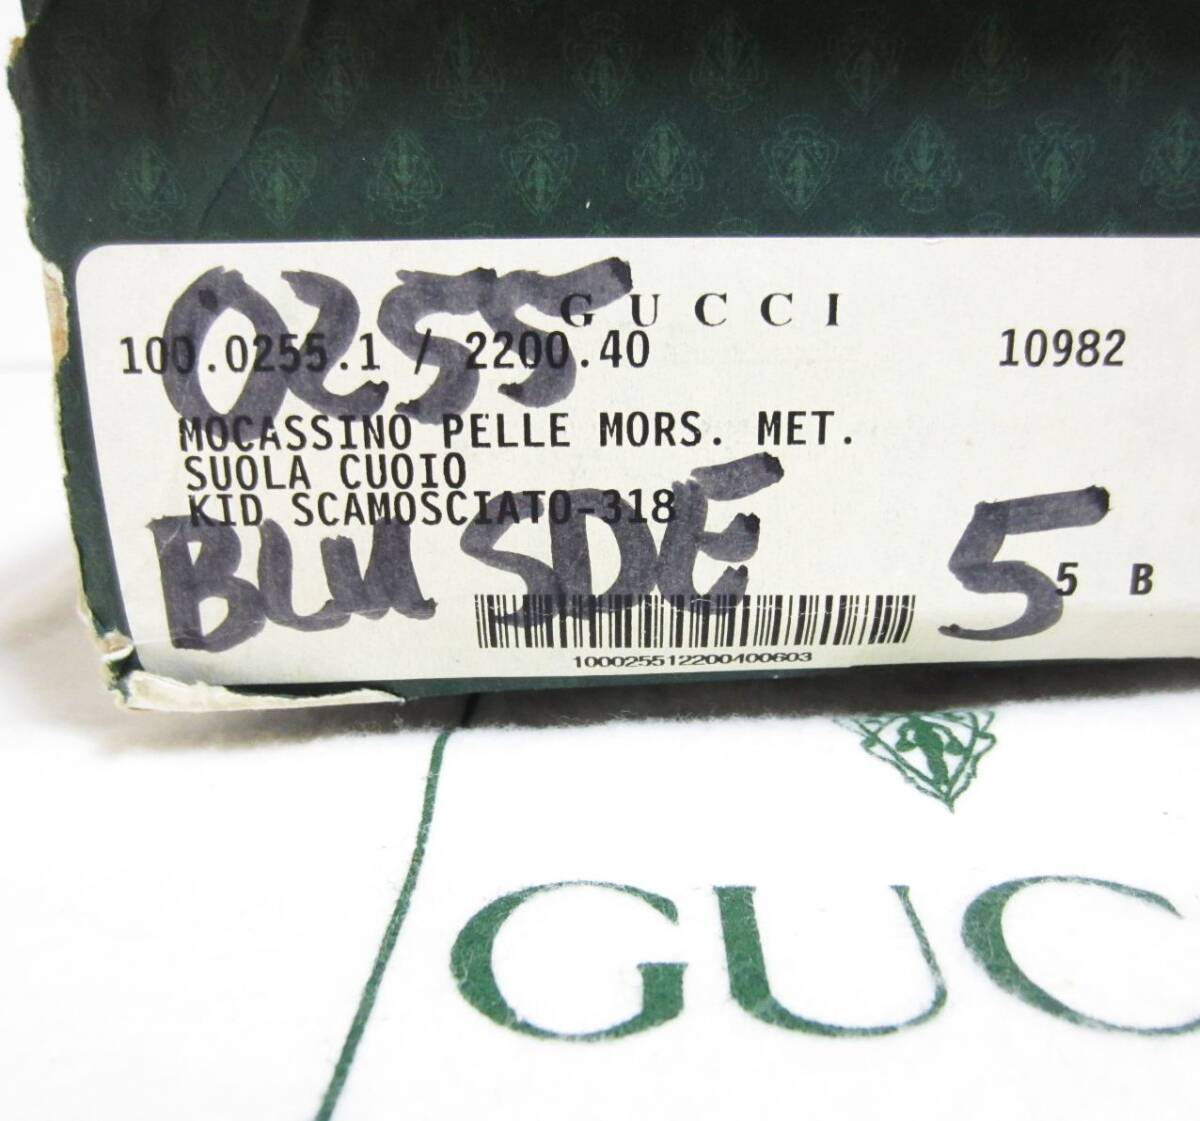 0255
GUCCI
100.0255.1 / 2200.40 10982
MOCASSINO PELLE MORS. MET.
SUOLA CUOIO
KID SCAMOSCIATO-318
BLU SDE 5
5 B
100025512200400603
GUC